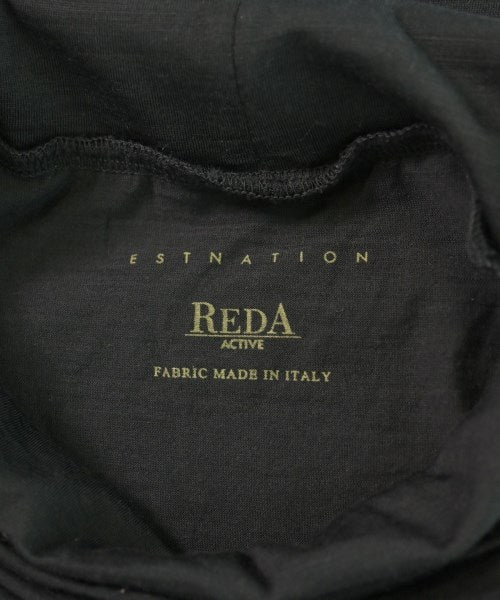 ESTNATION
REDA
ACTIVE
FABRIC MADE IN ITALY